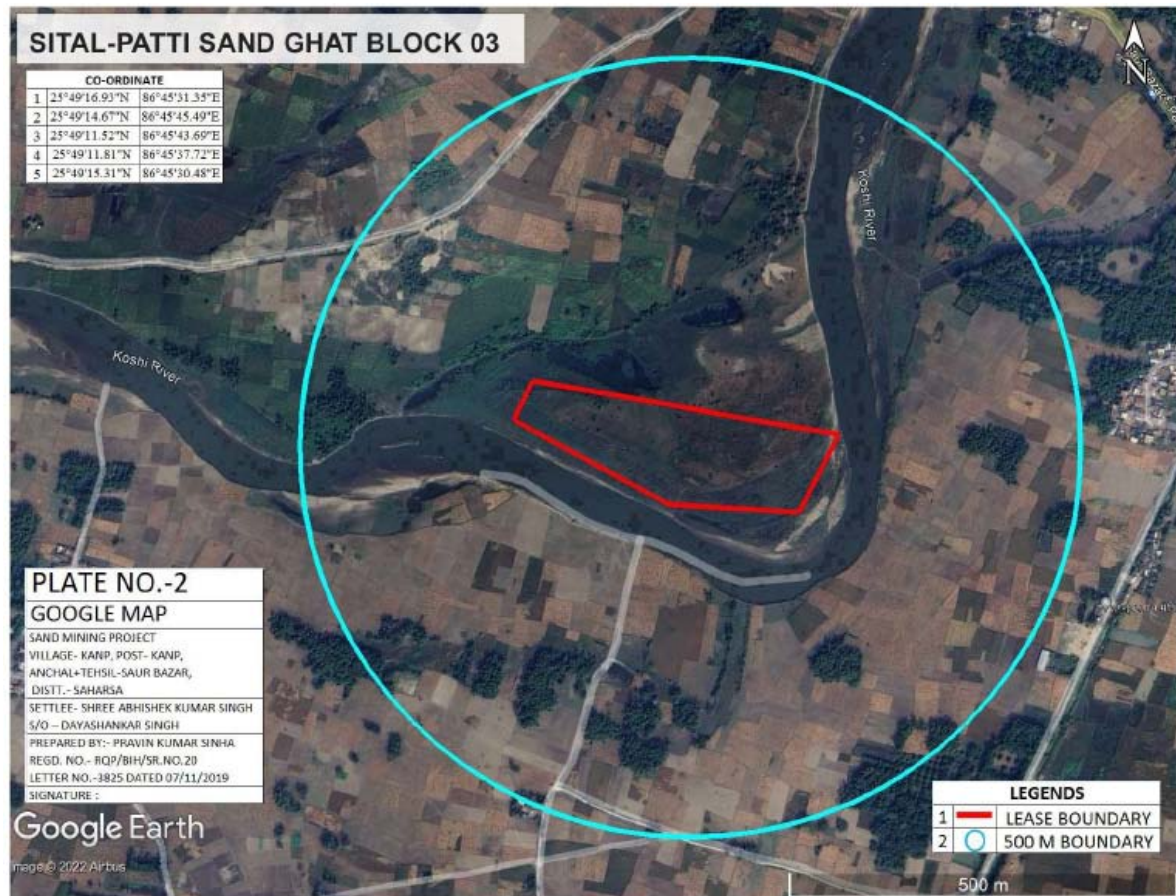 SITAL-PATTI SAND GHAT BLOCK 03
CO-ORDINATE
1 25°49'16.93"N 86°45'31.35"E
2 25°49'14.67"N 86°45'45.49"E
3 25°49'11.52"N 86°45'43.69"E
4 25°49'11.81"N 86°45'37.72"E
5 25°49'15.31"N 86°45'30.48"E
N
Koshi River
Koshi River
PLATE NO.-2
GOOGLE MAP
SAND MINING PROJECT
VILLAGE- KANP, POST- KANP,
ANCHAL+TEHSIL-SAUR BAZAR,
DISTT.- SAHARSA
SETTLEE- SHREE ABHISHEK KUMAR SINGH
S/O – DAYASHANKAR SINGH
PREPARED BY:- PRAVIN KUMAR SINHA
REGD. NO.- RQP/BIH/SR.NO.20
LETTER NO.-3825 DATED 07/11/2019
SIGNATURE :
Google Earth
Image © 2022 Airbus
LEGENDS
1 LEASE BOUNDARY
2 500 M BOUNDARY
500 m